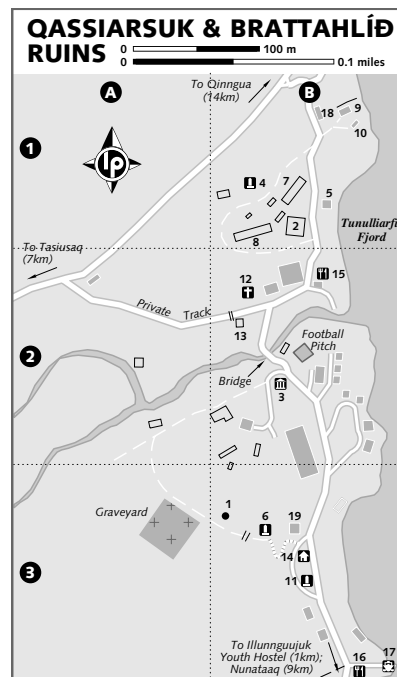 QASSIARSUK & BRATTAHLÍÐ
RUINS
0 100 m
0 0.1 miles
A
B
To Qinngua
(14km)
18
9
10
1
lp
4
7
5
2
8
Tunulliarfi
Fjord
To Tasiusaq
(7km)
12
15
Private Track
13
Football
Pitch
2
Bridge
3
1
Graveyard
6
19
14
3
11
To Illunnguujuk
Youth Hostel (1km);
Nunataaq (9km)
16
17